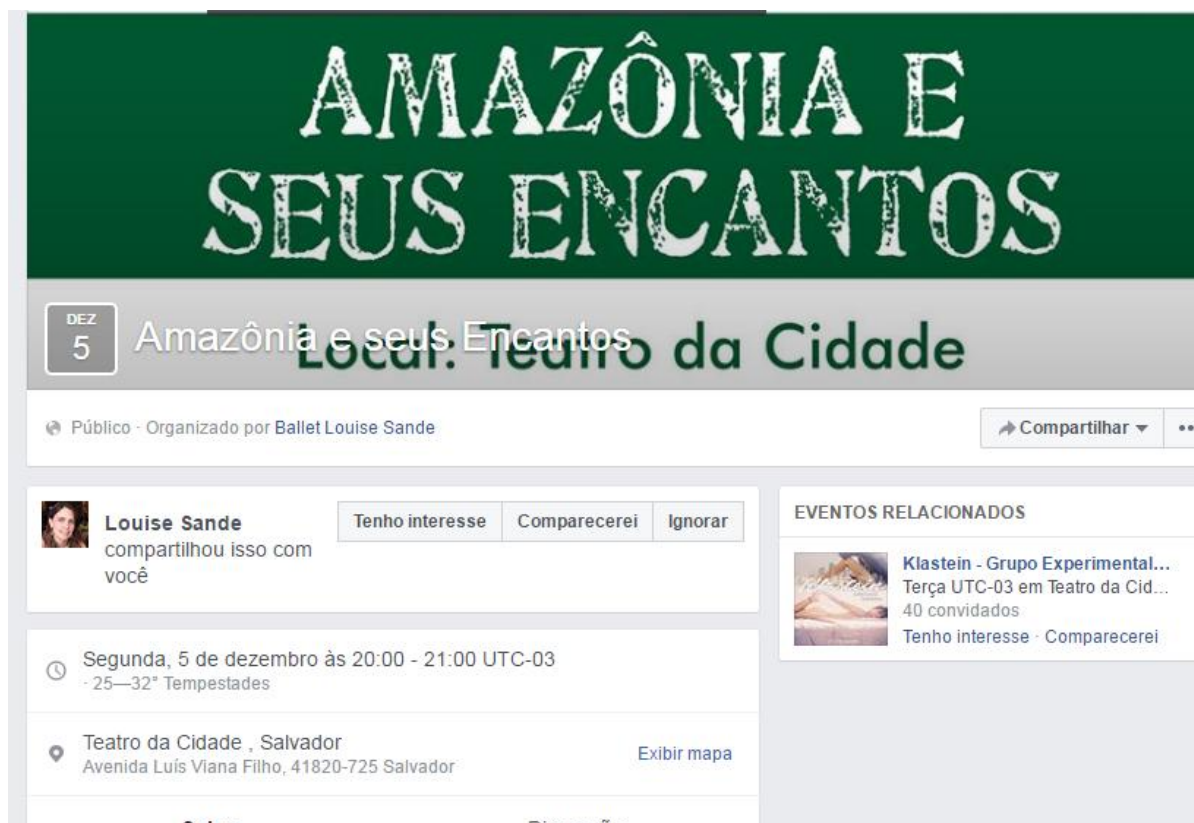 AMAZÔNIA E
SEUS ENCANTOS
DEZ
5
Amazônia e seus Encantos
Local: Teatro da Cidade
Público · Organizado por Ballet Louise Sande
Compartilhar
Louise Sande
compartilhou isso com
você
Tenho interesse
Comparecerei
Ignorar
EVENTOS RELACIONADOS
Klastein - Grupo Experimental...
Terça UTC-03 em Teatro da Cid...
40 convidados
Tenho interesse · Comparecerei
Segunda, 5 de dezembro às 20:00 - 21:00 UTC-03
· 25—32° Tempestades
Teatro da Cidade , Salvador
Avenida Luís Viana Filho, 41820-725 Salvador
Exibir mapa